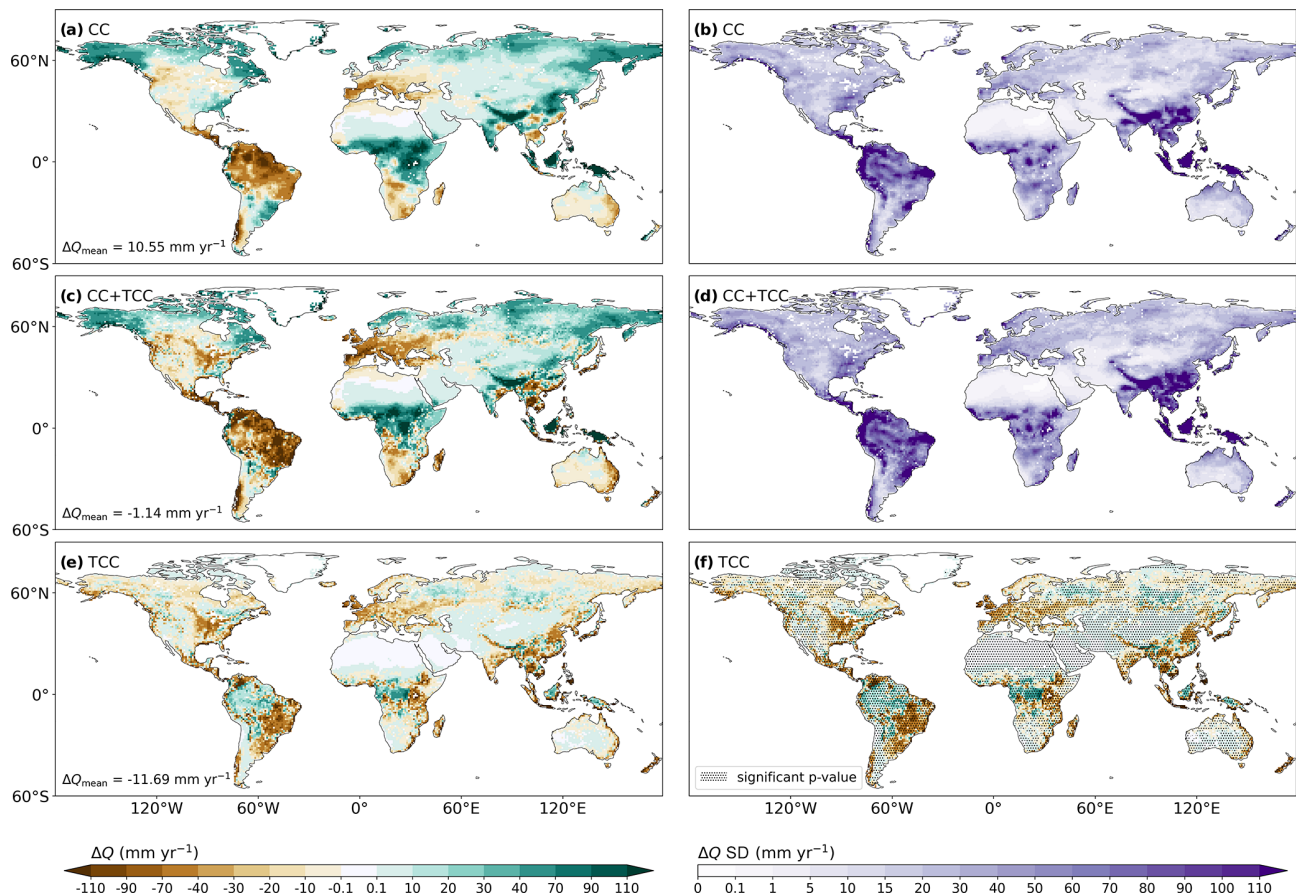 (a) CC
(b) CC
60°N
0°
60°S
ΔQmean = 10.55 mm yr⁻¹
(c) CC+TCC
(d) CC+TCC
60°N
0°
60°S
ΔQmean = -1.14 mm yr⁻¹
(e) TCC
(f) TCC
60°N
0°
60°S
ΔQmean = -11.69 mm yr⁻¹
significant p-value
120°W 60°W 0° 60°E 120°E
120°W 60°W 0° 60°E 120°E
ΔQ (mm yr⁻¹)
-110 -90 -70 -40 -30 -20 -10 -0.1 0.1 10 20 30 40 70 90 110
ΔQ SD (mm yr⁻¹)
0 0.1 1 5 10 15 20 30 40 50 60 70 80 90 100 110